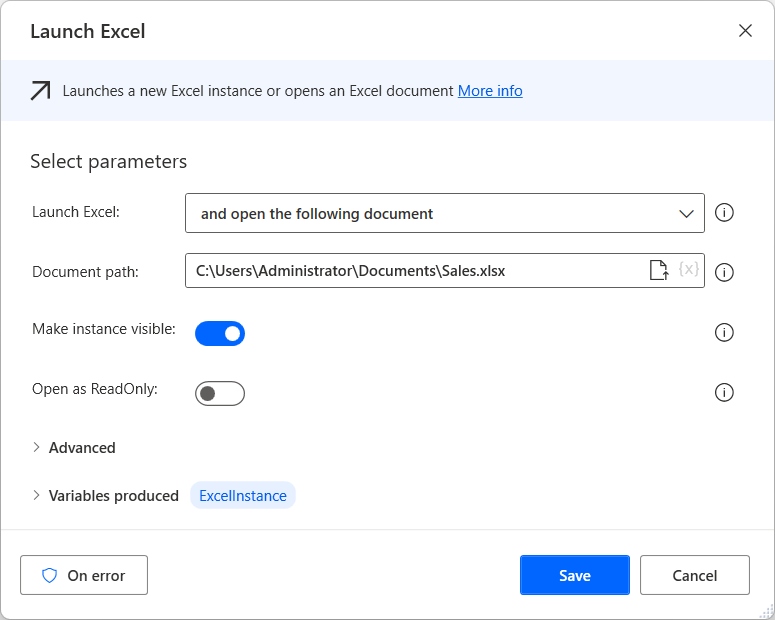 Launch Excel
Launches a new Excel instance or opens an Excel document More info
Select parameters
Launch Excel: and open the following document
Document path: C:\Users\Administrator\Documents\Sales.xlsx {x}
Make instance visible:
Open as ReadOnly:
Advanced
Variables produced ExcelInstance
On error Save Cancel